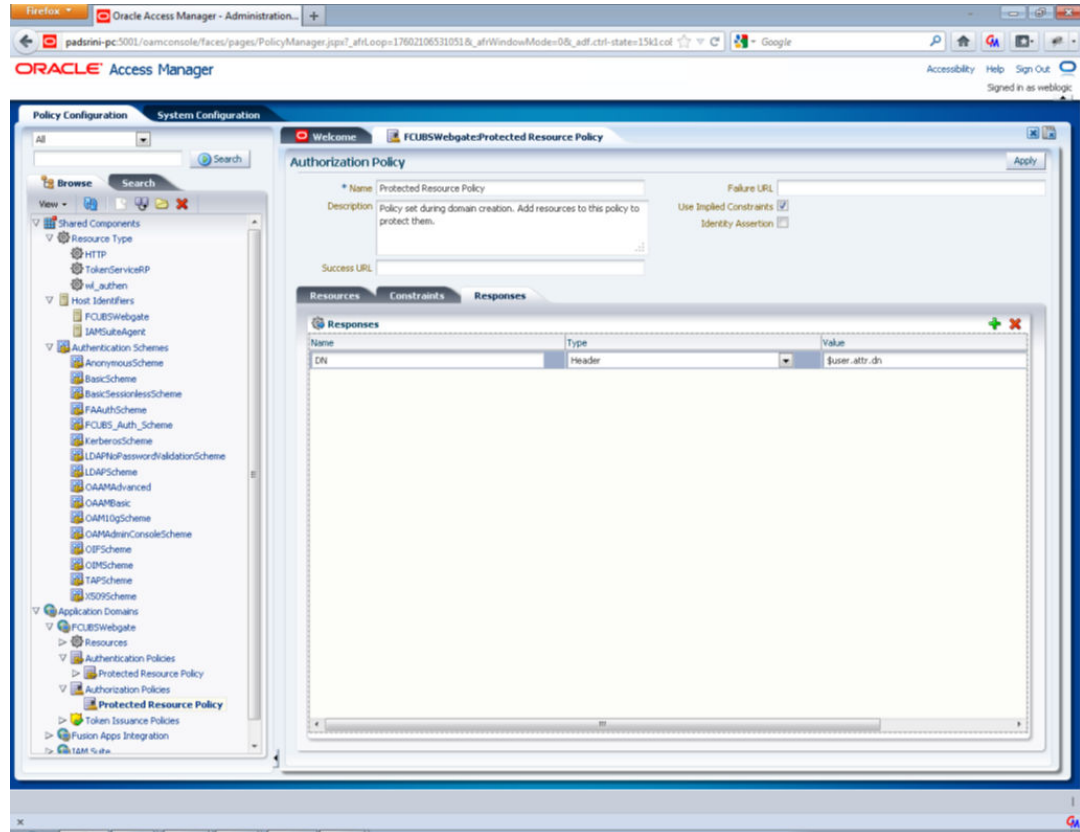 Firefox
Oracle Access Manager - Administration...
padsrini-pc:5001/oamconsole/faces/pages/PolicyManager.jspx?_afrLoop=17602106531051&_afrWindowMode=0&_adf.ctrl-state=15k1col
Google
ORACLE Access Manager
Accessibility Help Sign Out
Signed in as weblogic
Policy Configuration System Configuration
All
Search
Browse Search
View
Shared Components
Resource Type
HTTP
TokenServiceRP
wl_authen
Host Identifiers
FCUBSWebgate
IAMSuiteAgent
Authentication Schemes
AnonymousScheme
BasicScheme
BasicSessionlessScheme
FAAuthScheme
FCUBS_Auth_Scheme
KerberosScheme
LDAPNoPasswordValidationScheme
LDAPScheme
OAAMAdvanced
OAAMBasic
OAM10gScheme
OAMAdminConsoleScheme
OIFScheme
OIMScheme
TAPScheme
X509Scheme
Application Domains
FCUBSWebgate
Resources
Authentication Policies
Protected Resource Policy
Authorization Policies
Protected Resource Policy
Token Issuance Policies
Fusion Apps Integration
IAM Suite
Welcome FCUBSWebgate:Protected Resource Policy
Authorization Policy Apply
* Name Protected Resource Policy
Description Policy set during domain creation. Add resources to this policy to
protect them.
Success URL
Failure URL
Use Implied Constraints
Identity Assertion
Resources Constraints Responses
Responses
Name Type Value
DN Header $user.attr.dn